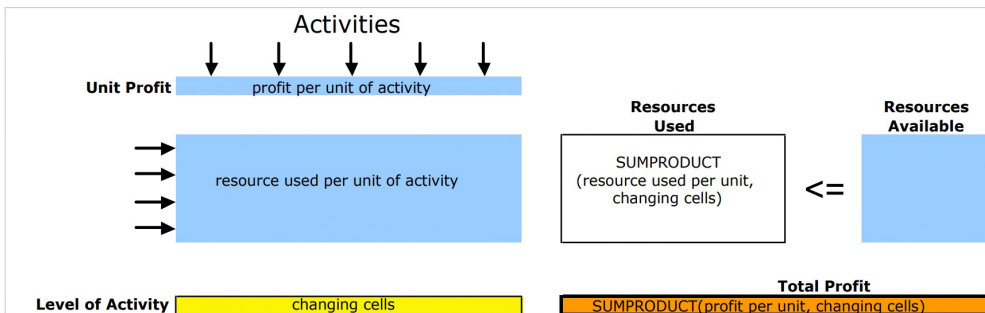 Activities
Unit Profit
profit per unit of activity
Resources
Used
Resources
Available
resource used per unit of activity
SUMPRODUCT
(resource used per unit,
changing cells)
<=
Total Profit
Level of Activity
changing cells
SUMPRODUCT(profit per unit, changing cells)